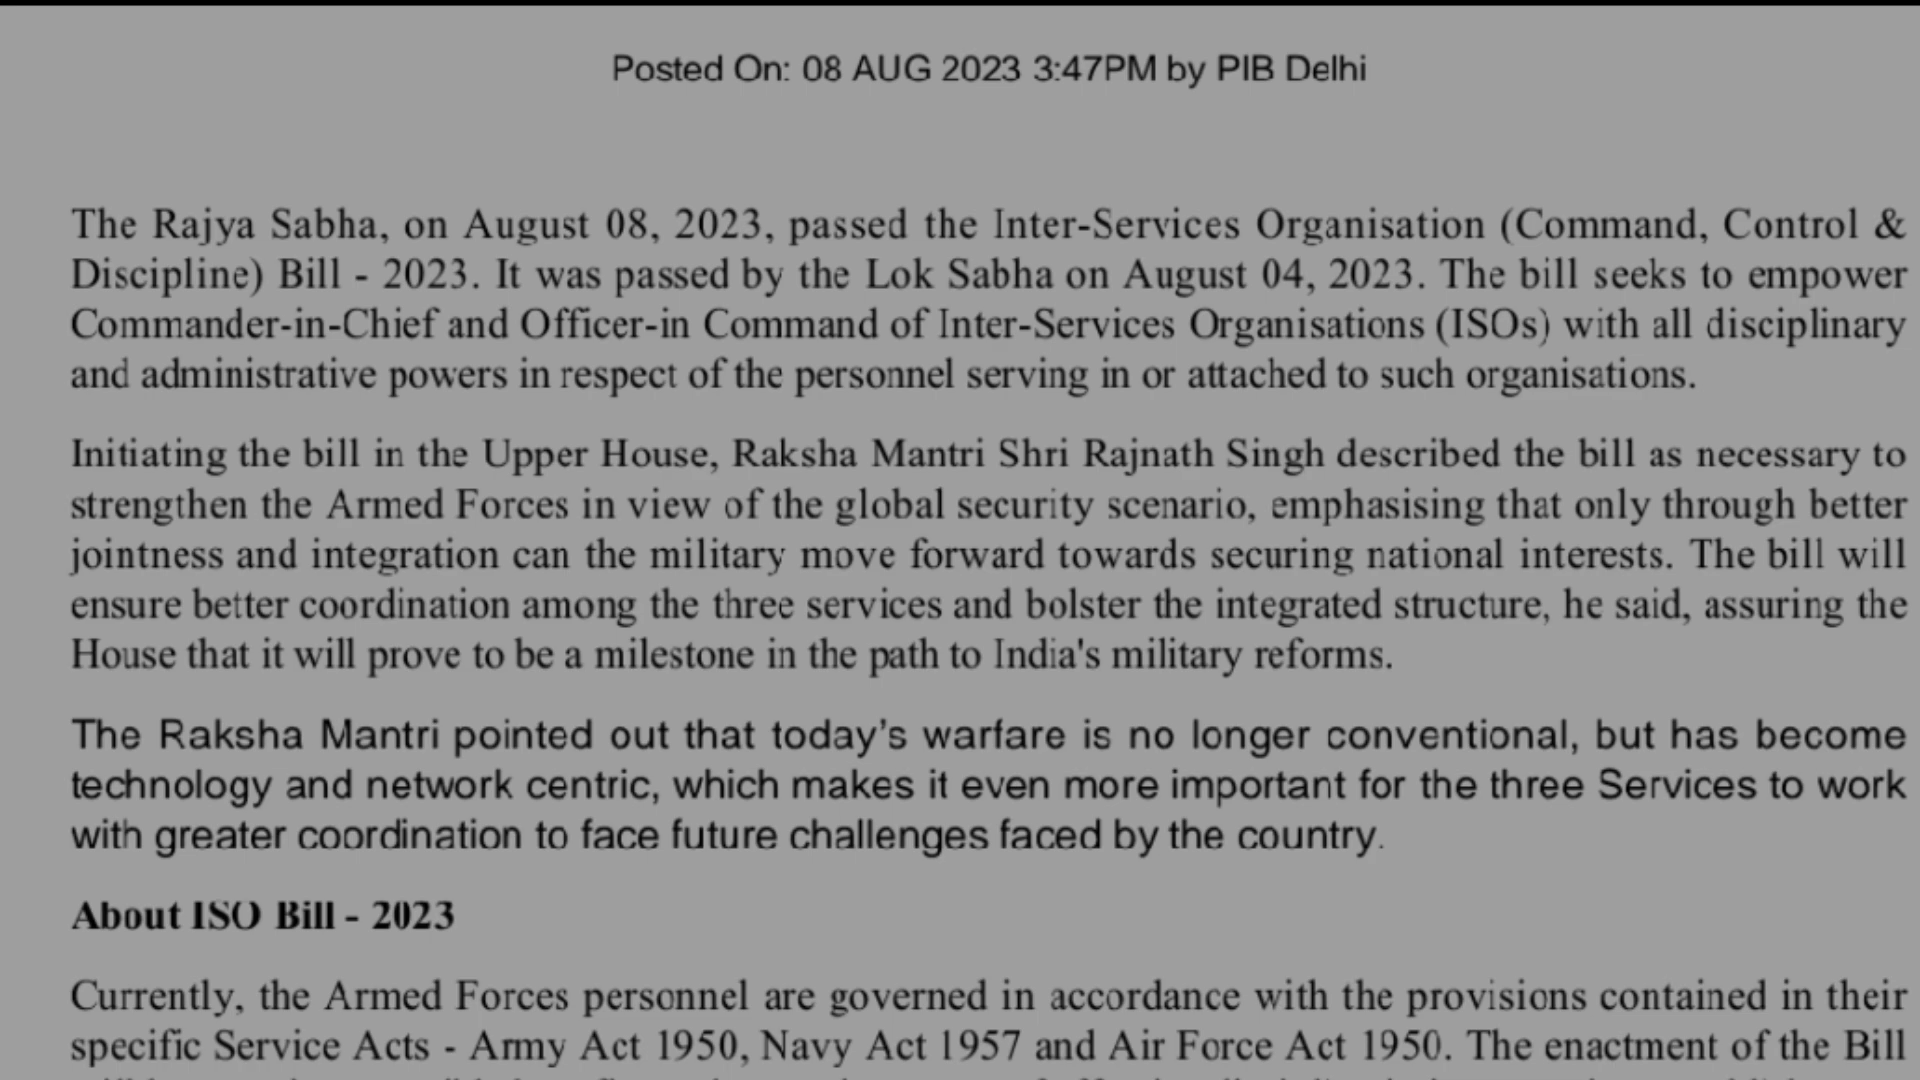 Posted On: 08 AUG 2023 3:47PM by PIB Delhi
The Rajya Sabha, on August 08, 2023, passed the Inter-Services Organisation (Command, Control &
Discipline) Bill - 2023. It was passed by the Lok Sabha on August 04, 2023. The bill seeks to empower
Commander-in-Chief and Officer-in Command of Inter-Services Organisations (ISOs) with all disciplinary
and administrative powers in respect of the personnel serving in or attached to such organisations.
Initiating the bill in the Upper House, Raksha Mantri Shri Rajnath Singh described the bill as necessary to
strengthen the Armed Forces in view of the global security scenario, emphasising that only through better
jointness and integration can the military move forward towards securing national interests. The bill will
ensure better coordination among the three services and bolster the integrated structure, he said, assuring the
House that it will prove to be a milestone in the path to India's military reforms.
The Raksha Mantri pointed out that today’s warfare is no longer conventional, but has become
technology and network centric, which makes it even more important for the three Services to work
with greater coordination to face future challenges faced by the country.
About ISO Bill - 2023
Currently, the Armed Forces personnel are governed in accordance with the provisions contained in their
specific Service Acts - Army Act 1950, Navy Act 1957 and Air Force Act 1950. The enactment of the Bill